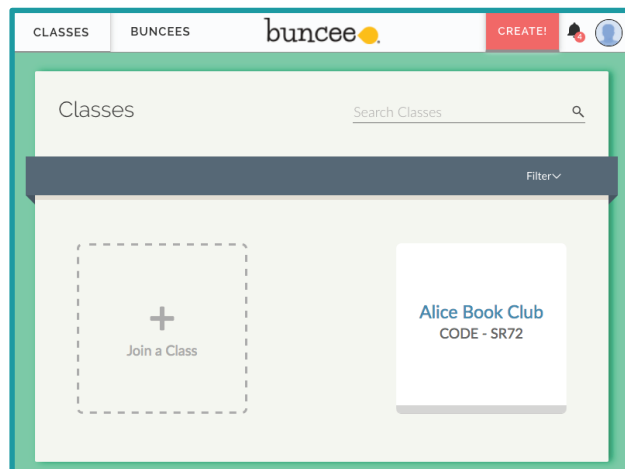 CLASSES BUNCEES buncee CREATE! 4
Classes Search Classes
Filter
Join a Class
Alice Book Club
CODE - SR72